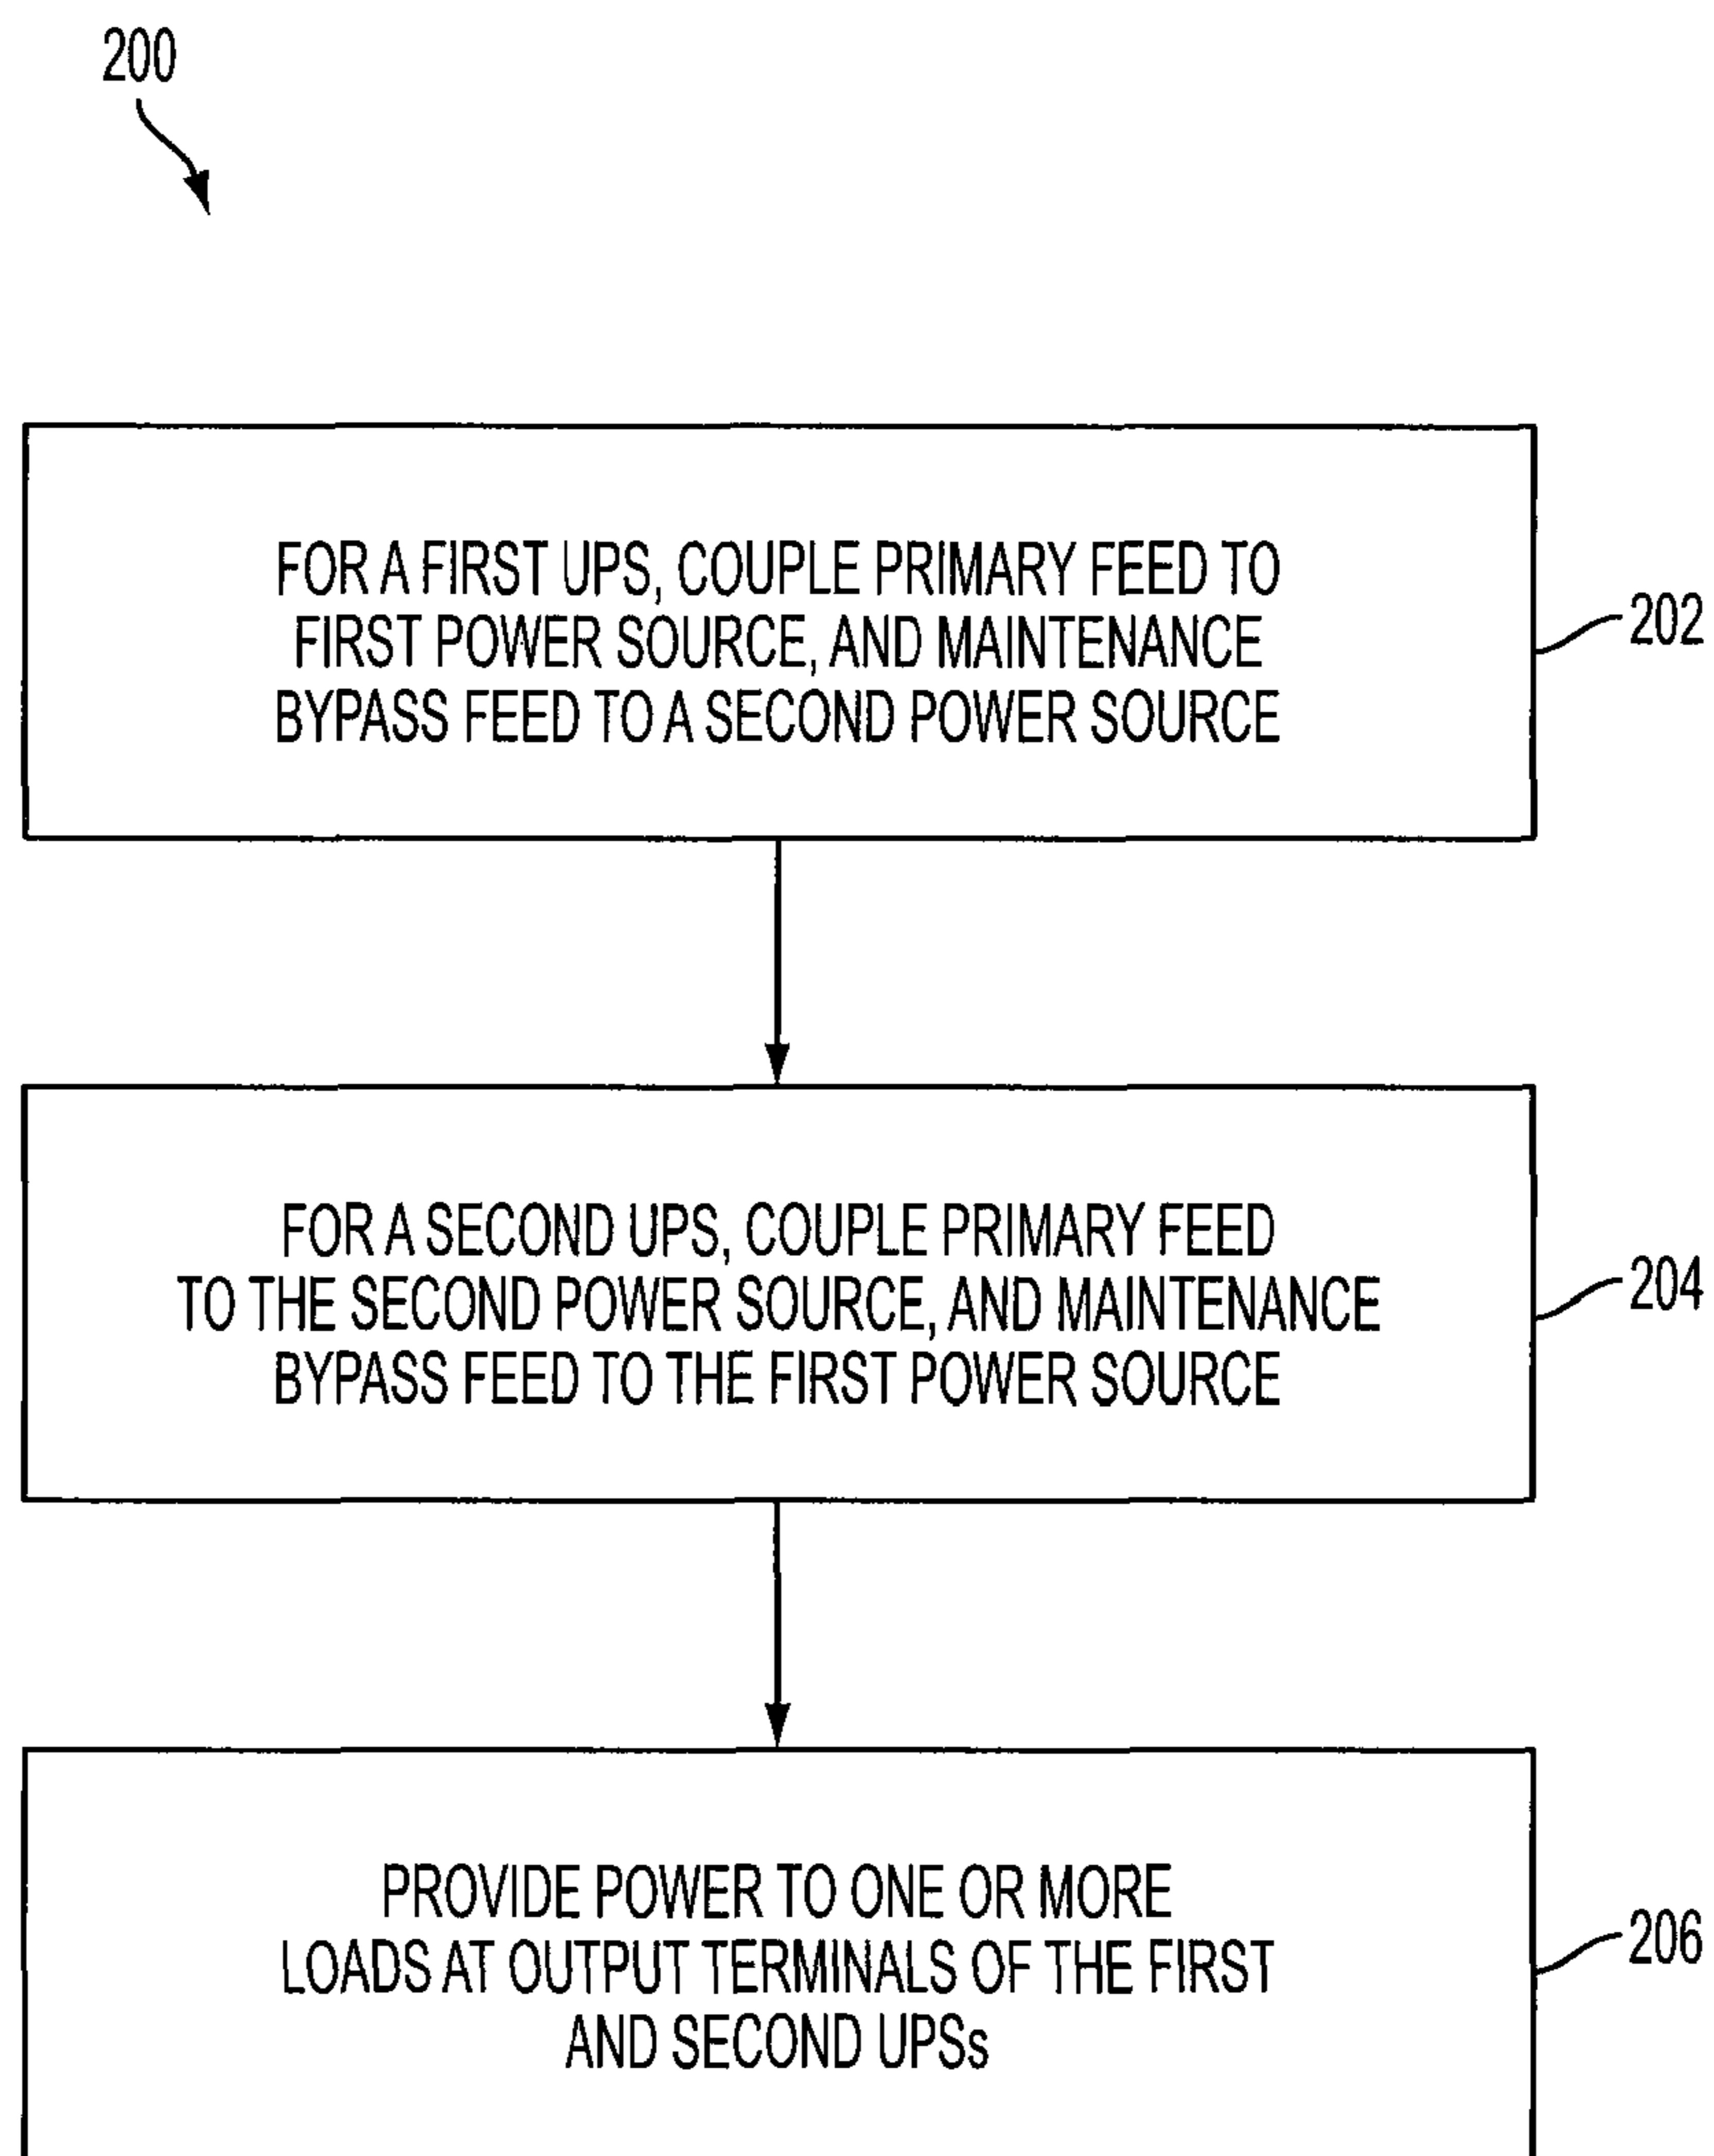 200
FOR A FIRST UPS, COUPLE PRIMARY FEED TO
FIRST POWER SOURCE, AND MAINTENANCE
BYPASS FEED TO A SECOND POWER SOURCE
202
FOR A SECOND UPS, COUPLE PRIMARY FEED
TO THE SECOND POWER SOURCE, AND MAINTENANCE
BYPASS FEED TO THE FIRST POWER SOURCE
204
PROVIDE POWER TO ONE OR MORE
LOADS AT OUTPUT TERMINALS OF THE FIRST
AND SECOND UPSs
206